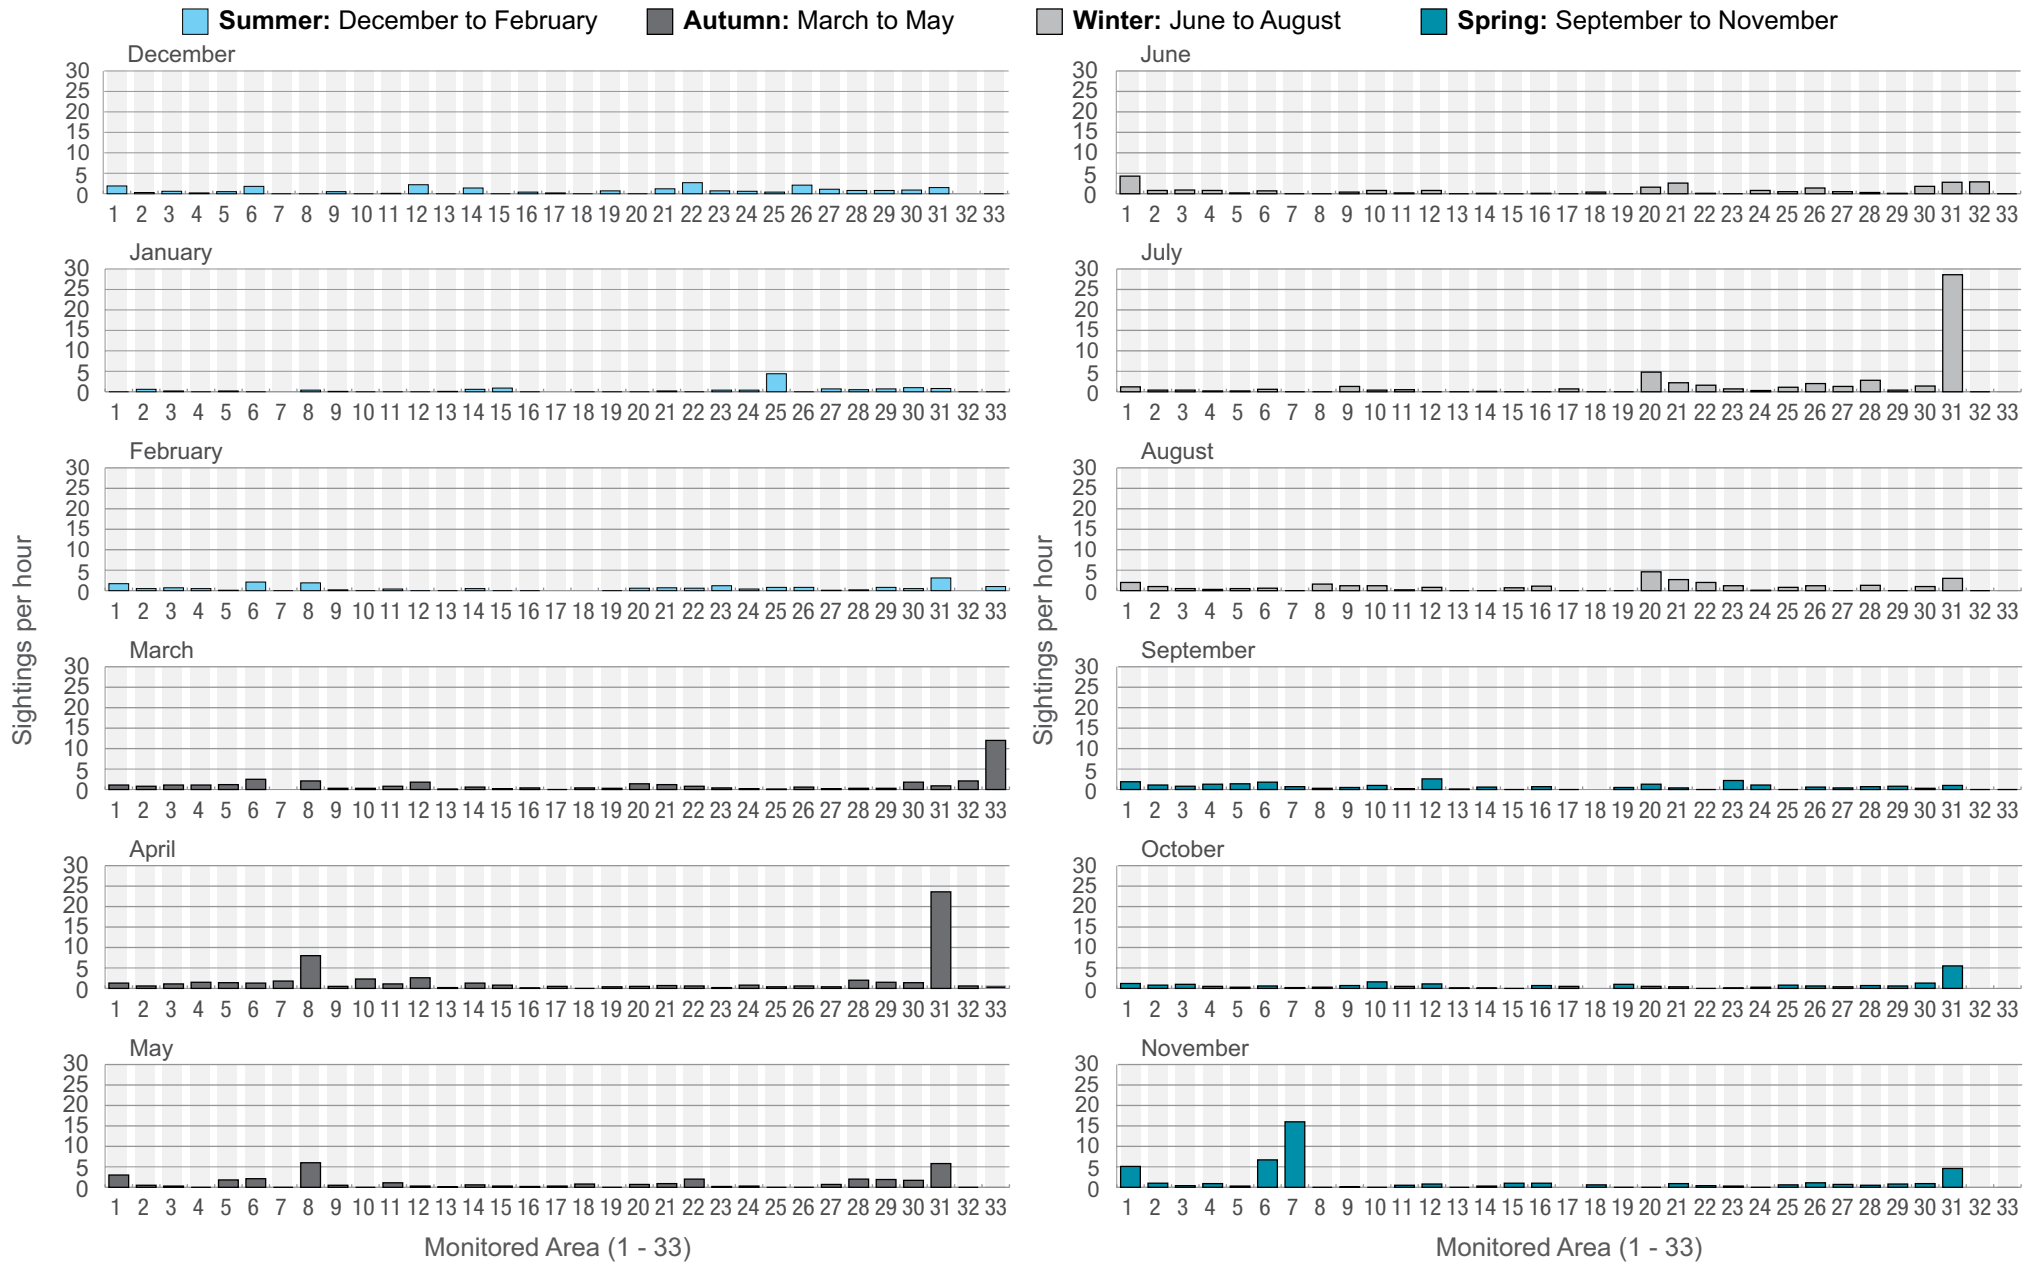 Summer: December to February Autumn: March to May Winter: June to August Spring: September to November
December
30
25
20
15
10
5
0
1 2 3 4 5 6 7 8 9 10 11 12 13 14 15 16 17 18 19 20 21 22 23 24 25 26 27 28 29 30 31 32 33
January
30
25
20
15
10
5
0
1 2 3 4 5 6 7 8 9 10 11 12 13 14 15 16 17 18 19 20 21 22 23 24 25 26 27 28 29 30 31 32 33
February
30
25
20
15
10
5
0
1 2 3 4 5 6 7 8 9 10 11 12 13 14 15 16 17 18 19 20 21 22 23 24 25 26 27 28 29 30 31 32 33
March
30
25
20
15
10
5
0
1 2 3 4 5 6 7 8 9 10 11 12 13 14 15 16 17 18 19 20 21 22 23 24 25 26 27 28 29 30 31 32 33
April
30
25
20
15
10
5
0
1 2 3 4 5 6 7 8 9 10 11 12 13 14 15 16 17 18 19 20 21 22 23 24 25 26 27 28 29 30 31 32 33
May
30
25
20
15
10
5
0
1 2 3 4 5 6 7 8 9 10 11 12 13 14 15 16 17 18 19 20 21 22 23 24 25 26 27 28 29 30 31 32 33
Sightings per hour
Monitored Area (1 - 33)
June
30
25
20
15
10
5
0
1 2 3 4 5 6 7 8 9 10 11 12 13 14 15 16 17 18 19 20 21 22 23 24 25 26 27 28 29 30 31 32 33
July
30
25
20
15
10
5
0
1 2 3 4 5 6 7 8 9 10 11 12 13 14 15 16 17 18 19 20 21 22 23 24 25 26 27 28 29 30 31 32 33
August
30
25
20
15
10
5
0
1 2 3 4 5 6 7 8 9 10 11 12 13 14 15 16 17 18 19 20 21 22 23 24 25 26 27 28 29 30 31 32 33
September
30
25
20
15
10
5
0
1 2 3 4 5 6 7 8 9 10 11 12 13 14 15 16 17 18 19 20 21 22 23 24 25 26 27 28 29 30 31 32 33
October
30
25
20
15
10
5
0
1 2 3 4 5 6 7 8 9 10 11 12 13 14 15 16 17 18 19 20 21 22 23 24 25 26 27 28 29 30 31 32 33
November
30
25
20
15
10
5
0
1 2 3 4 5 6 7 8 9 10 11 12 13 14 15 16 17 18 19 20 21 22 23 24 25 26 27 28 29 30 31 32 33
Sightings per hour
Monitored Area (1 - 33)